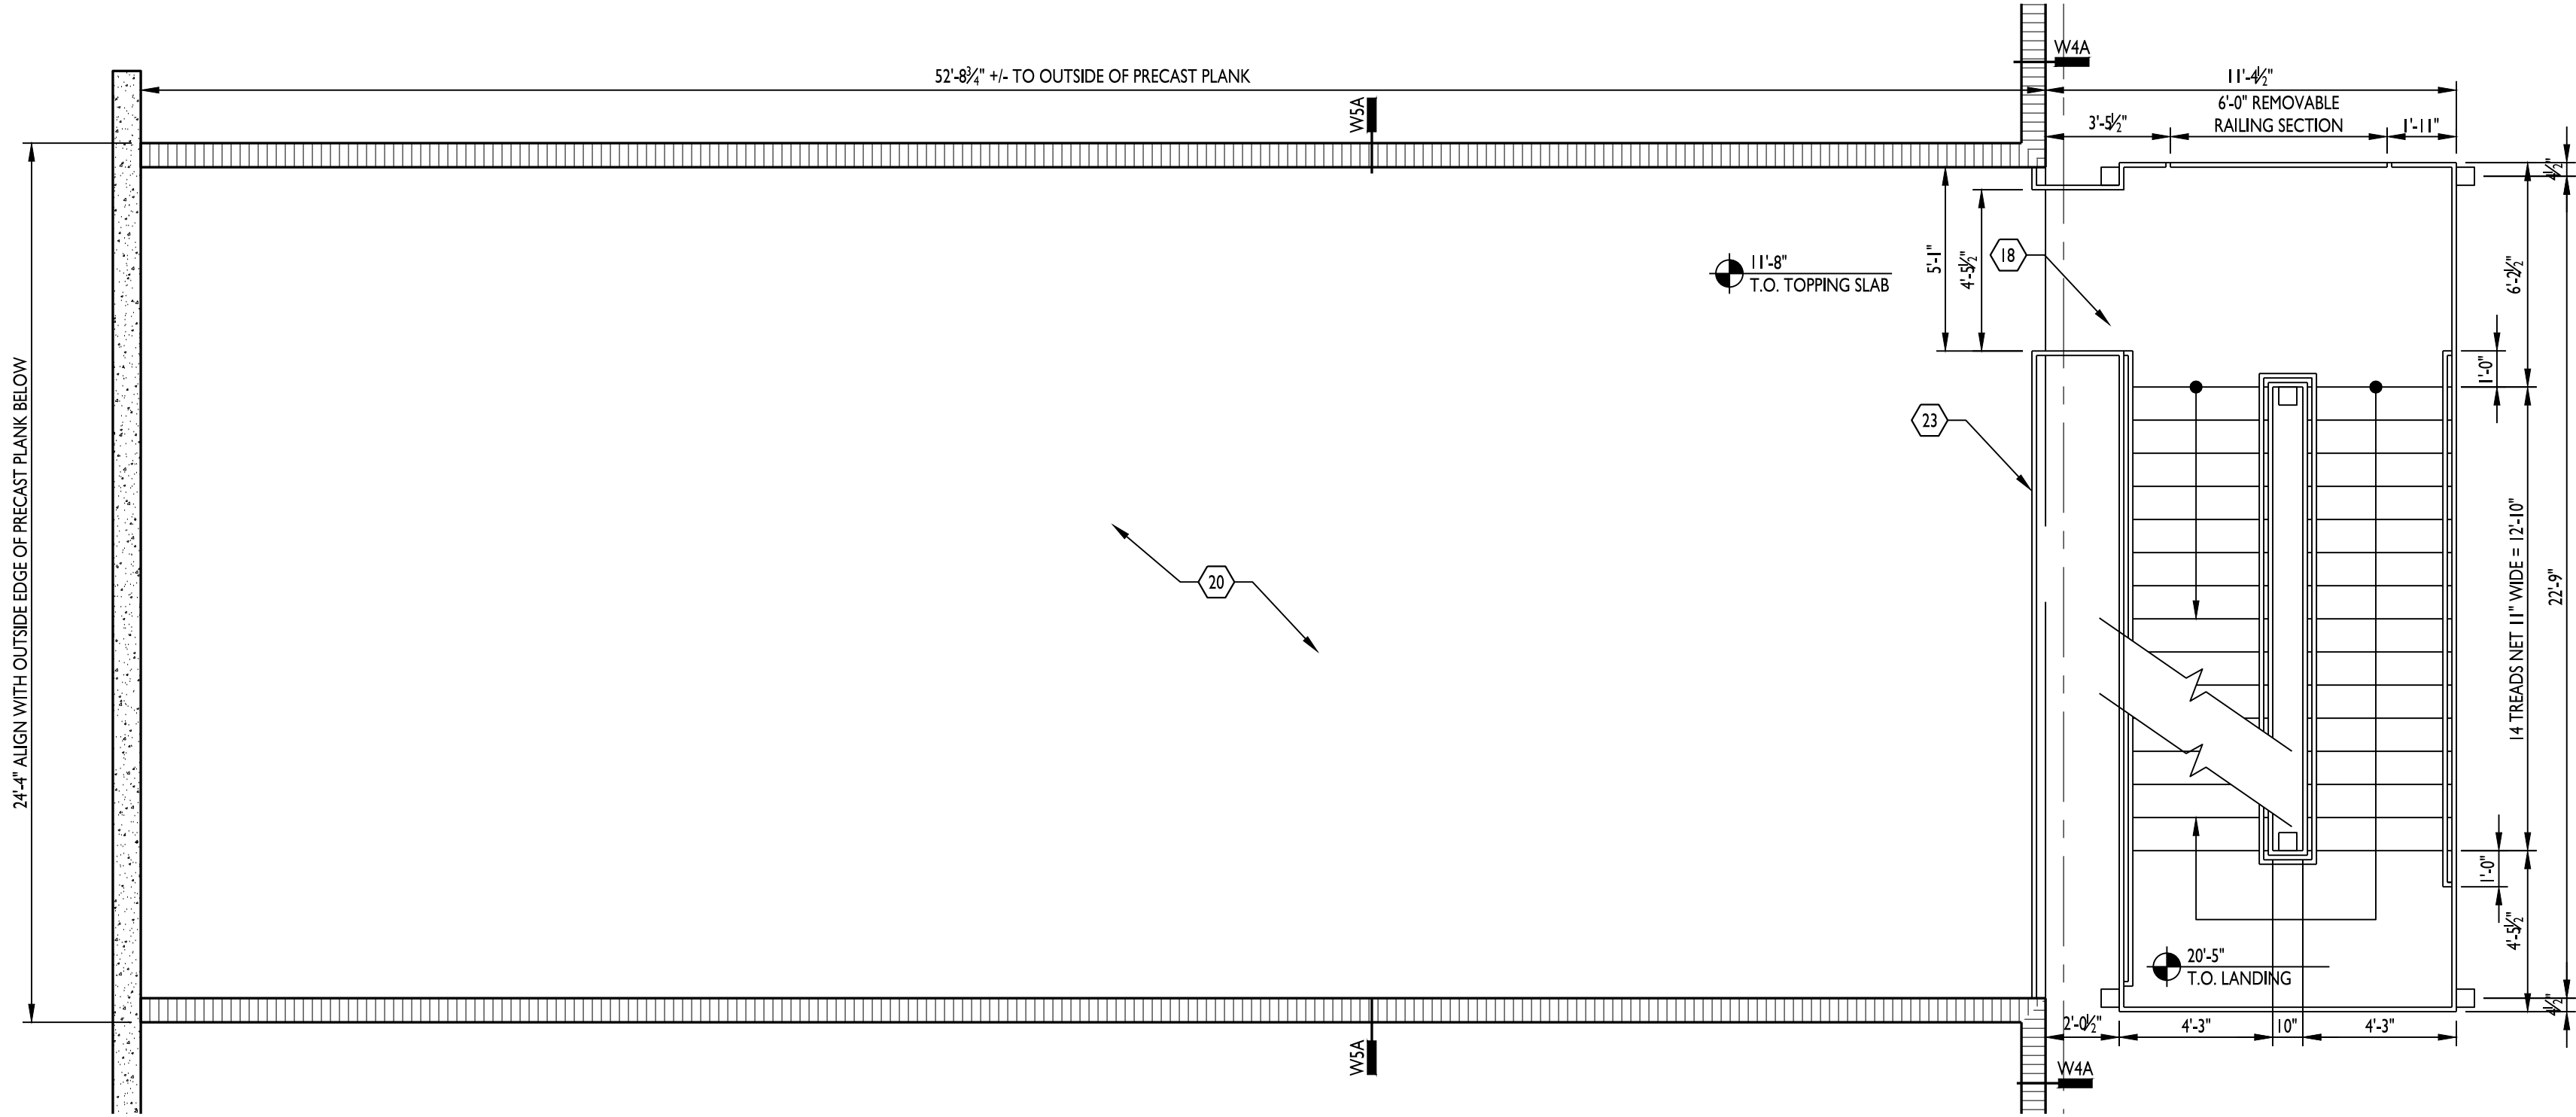 W4A
52'-8¾" +/- TO OUTSIDE OF PRECAST PLANK
11'-4½"
W5A
6'-0" REMOVABLE
RAILING SECTION
3'-5½"
1'-11"
4½"
5'-1"
4'-5½"
18
11'-8"
T.O. TOPPING SLAB
6'-2½"
1'-0"
23
24'-4" ALIGN WITH OUTSIDE EDGE OF PRECAST PLANK BELOW
14 TREADS NET 11" WIDE = 12'-10"
22'-9"
20
1'-0"
4'-5½"
20'-5"
T.O. LANDING
4½"
2'-0½"
4'-3"
10"
4'-3"
W5A
W4A